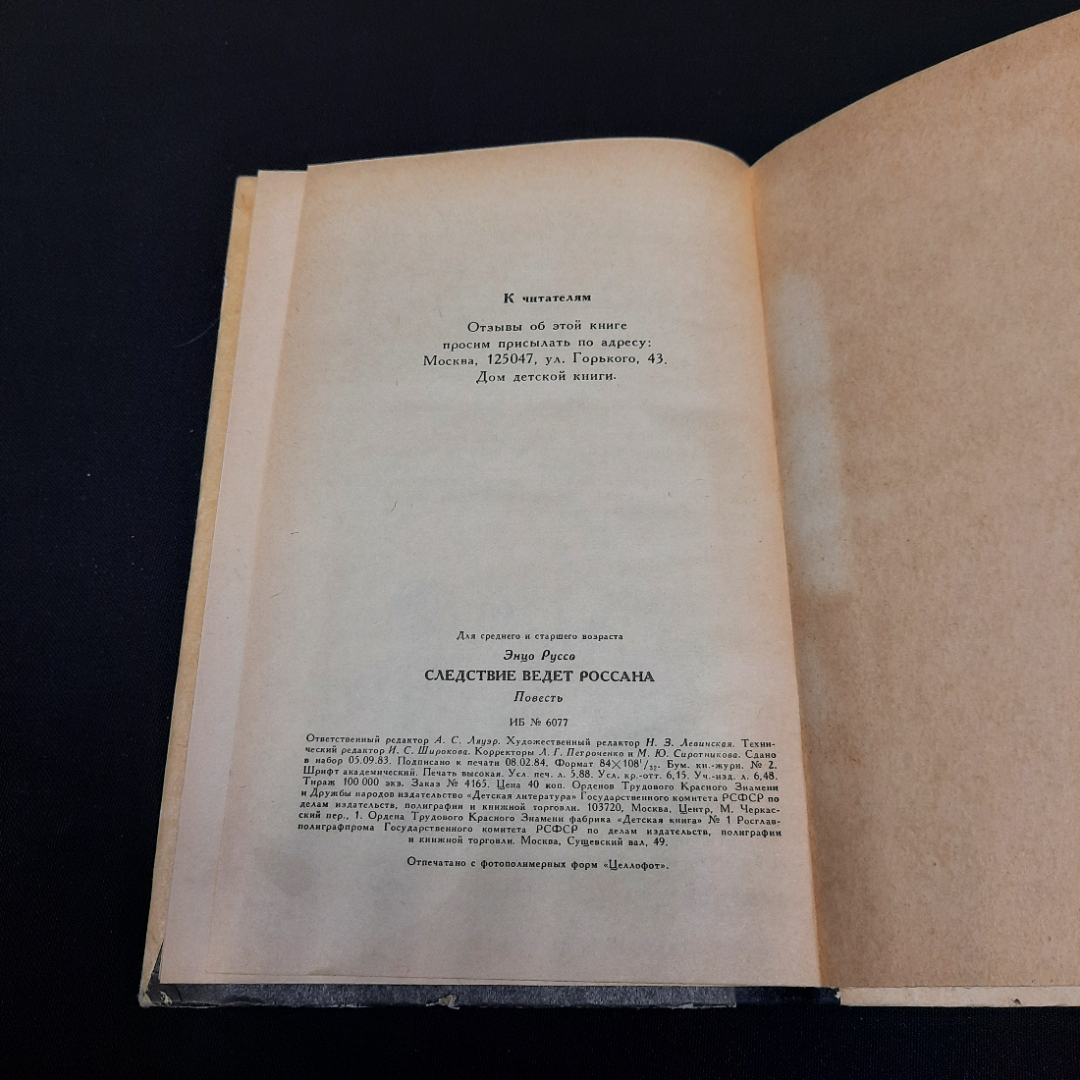 К читателям
Отзывы об этой книге
просим присылать по адресу:
Москва, 125047, ул. Горького, 43.
Дом детской книги.
Для среднего и старшего возраста
Энцо Руссо
СЛЕДСТВИЕ ВЕДЕТ РОССАНА
Повесть
ИБ № 6077
Ответственный редактор А. С. Ляуэр. Художественный редактор Н. З. Левинская. Техни-
ческий редактор И. С. Широкова. Корректоры Л. Г. Петроченко и М. Ю. Сиротникова. Сдано
в набор 05.09.83. Подписано к печати 08.02.84. Формат 84×108¹/₃₂. Бум. кн.-журн. № 2.
Шрифт академический. Печать высокая. Усл. печ. л. 5,88. Усл. кр.-отт. 6,15. Уч.-изд. л. 6,48.
Тираж 100 000 экз. Заказ № 4165. Цена 40 коп. Орденов Трудового Красного Знамени
и Дружбы народов издательство «Детская литература» Государственного комитета РСФСР по
делам издательств, полиграфии и книжной торговли. 103720, Москва, Центр, М. Черкас-
ский пер., 1. Ордена Трудового Красного Знамени фабрика «Детская книга» № 1 Росглав-
полиграфпрома Государственного комитета РСФСР по делам издательств, полиграфии
и книжной торговли. Москва, Сущевский вал, 49.
Отпечатано с фотополимерных форм «Целлофот».